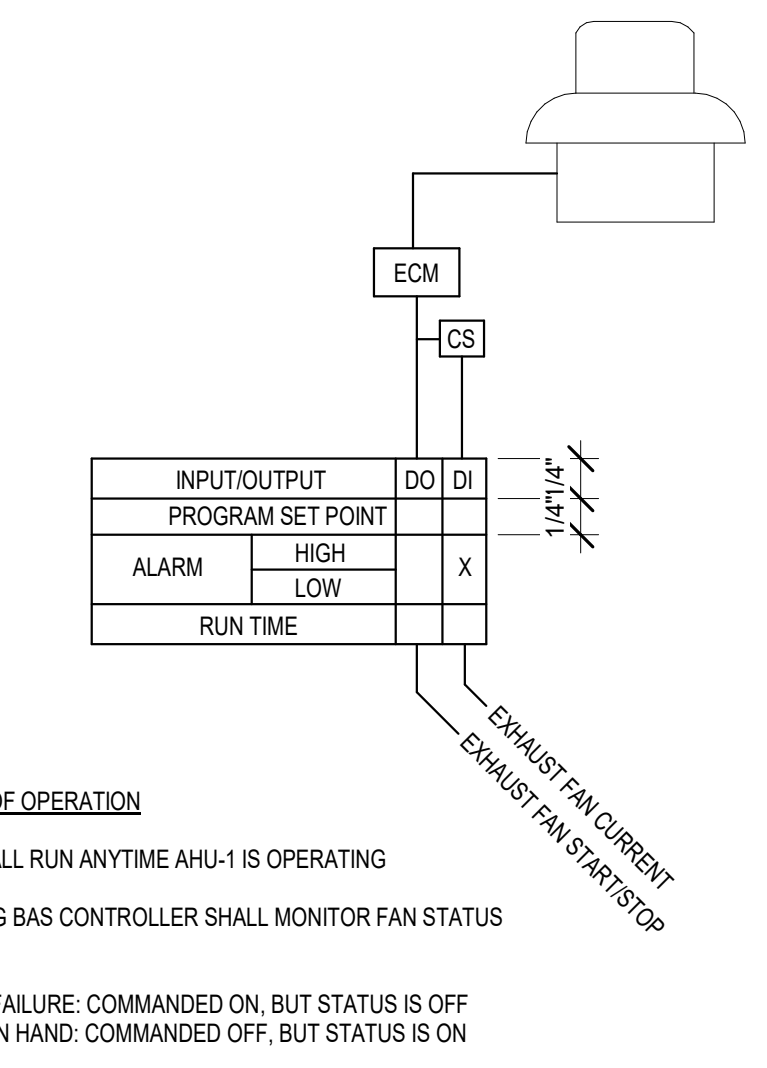 ECM
CS
INPUT/OUTPUT DO DI
PROGRAM SET POINT
ALARM HIGH X
LOW
RUN TIME
1/4" 1/4"
EXHAUST FAN CURRENT
EXHAUST FAN START/STOP
OF OPERATION
ALL RUN ANYTIME AHU-1 IS OPERATING
G BAS CONTROLLER SHALL MONITOR FAN STATUS
FAILURE: COMMANDED ON, BUT STATUS IS OFF
N HAND: COMMANDED OFF, BUT STATUS IS ON